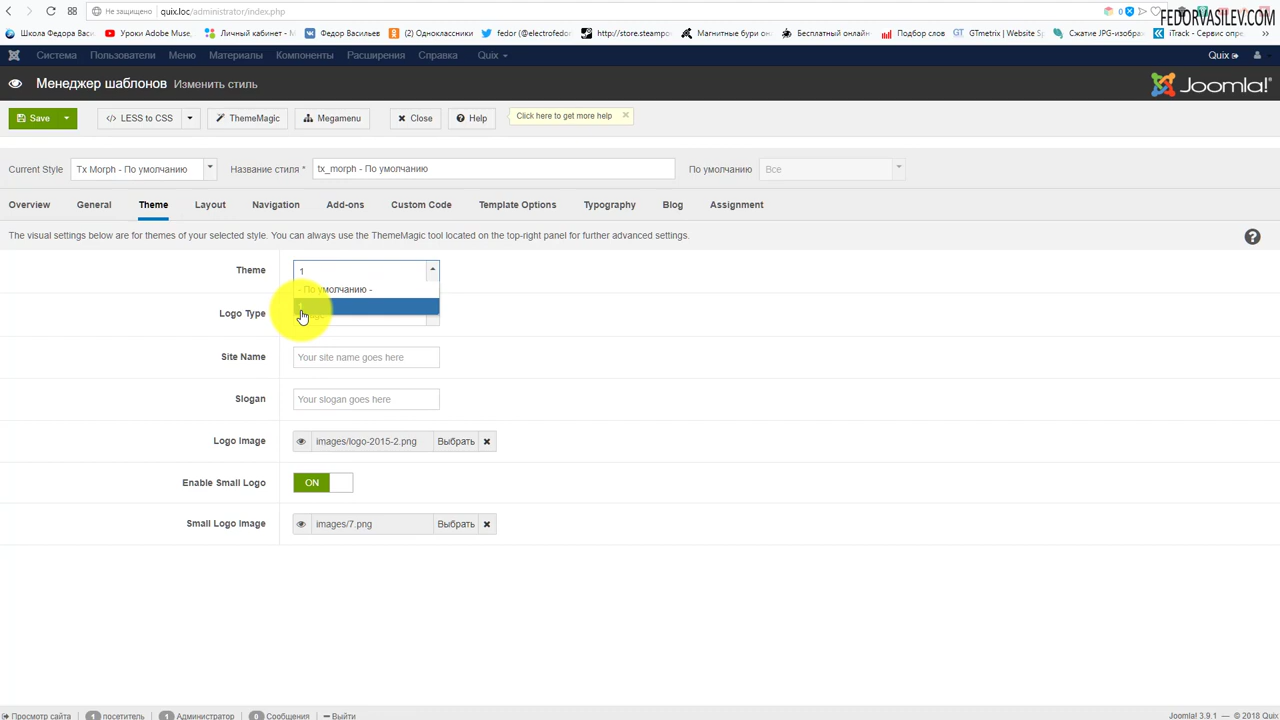 Не защищено quix.loc/administrator/index.php
FEDORVASILEV.COM
Школа Федора Васи. Уроки Adobe Muse, Личный кабинет - Федор Васильев (2) Одноклассники fedor (@electrofedor http://store.steampo Магнитные бури он Бесплатный онлайн Подбор слов GTmetrix | Website Sp Сжатие JPG-изобра iTrack - Сервис опре »
Система Пользователи Меню Материалы Компоненты Расширения Справка Quix Quix
Менеджер шаблонов Изменить стиль Joomla!
Save LESS to CSS ThemeMagic Megamenu Close Help Click here to get more help
Current Style Tx Morph - По умолчанию Название стиля * tx_morph - По умолчанию По умолчанию Все
Overview General Theme Layout Navigation Add-ons Custom Code Template Options Typography Blog Assignment
The visual settings below are for themes of your selected style. You can always use the ThemeMagic tool located on the top-right panel for further advanced settings.
Theme 1
- По умолчанию -
1
Logo Type
Site Name Your site name goes here
Slogan Your slogan goes here
Logo Image images/logo-2015-2.png Выбрать
Enable Small Logo ON
Small Logo Image images/7.png Выбрать
Просмотр сайта 1 посетитель 1 Администратор 0 Сообщения Выйти Joomla! 3.9.1 — © 2018 Quix